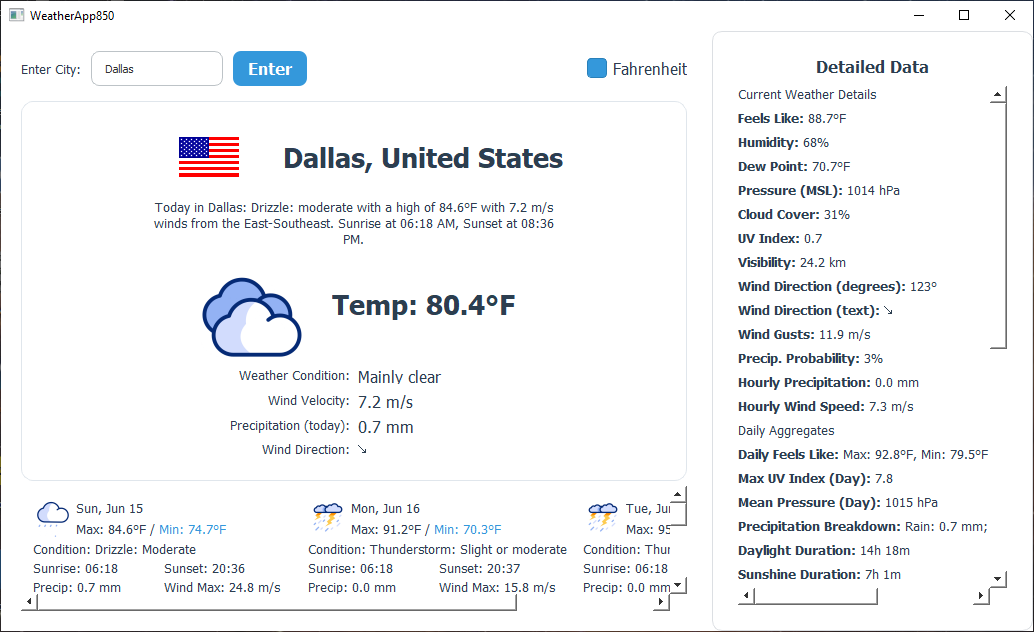 WeatherApp850
Enter City: Dallas Enter Fahrenheit
Dallas, United States
Today in Dallas: Drizzle: moderate with a high of 84.6°F with 7.2 m/s
winds from the East-Southeast. Sunrise at 06:18 AM, Sunset at 08:36
PM.
Temp: 80.4°F
Weather Condition: Mainly clear
Wind Velocity: 7.2 m/s
Precipitation (today): 0.7 mm
Wind Direction: ↘
Sun, Jun 15
Max: 84.6°F / Min: 74.7°F
Condition: Drizzle: Moderate
Sunrise: 06:18 Sunset: 20:36
Precip: 0.7 mm Wind Max: 24.8 m/s
Mon, Jun 16
Max: 91.2°F / Min: 70.3°F
Condition: Thunderstorm: Slight or moderate
Sunrise: 06:18 Sunset: 20:37
Precip: 0.0 mm Wind Max: 15.8 m/s
Tue, Ju
Max: 95
Condition: Thu
Sunrise: 06:18
Precip: 0.0 mm
Detailed Data
Current Weather Details
Feels Like: 88.7°F
Humidity: 68%
Dew Point: 70.7°F
Pressure (MSL): 1014 hPa
Cloud Cover: 31%
UV Index: 0.7
Visibility: 24.2 km
Wind Direction (degrees): 123°
Wind Direction (text): ↘
Wind Gusts: 11.9 m/s
Precip. Probability: 3%
Hourly Precipitation: 0.0 mm
Hourly Wind Speed: 7.3 m/s
Daily Aggregates
Daily Feels Like: Max: 92.8°F, Min: 79.5°F
Max UV Index (Day): 7.8
Mean Pressure (Day): 1015 hPa
Precipitation Breakdown: Rain: 0.7 mm;
Daylight Duration: 14h 18m
Sunshine Duration: 7h 1m